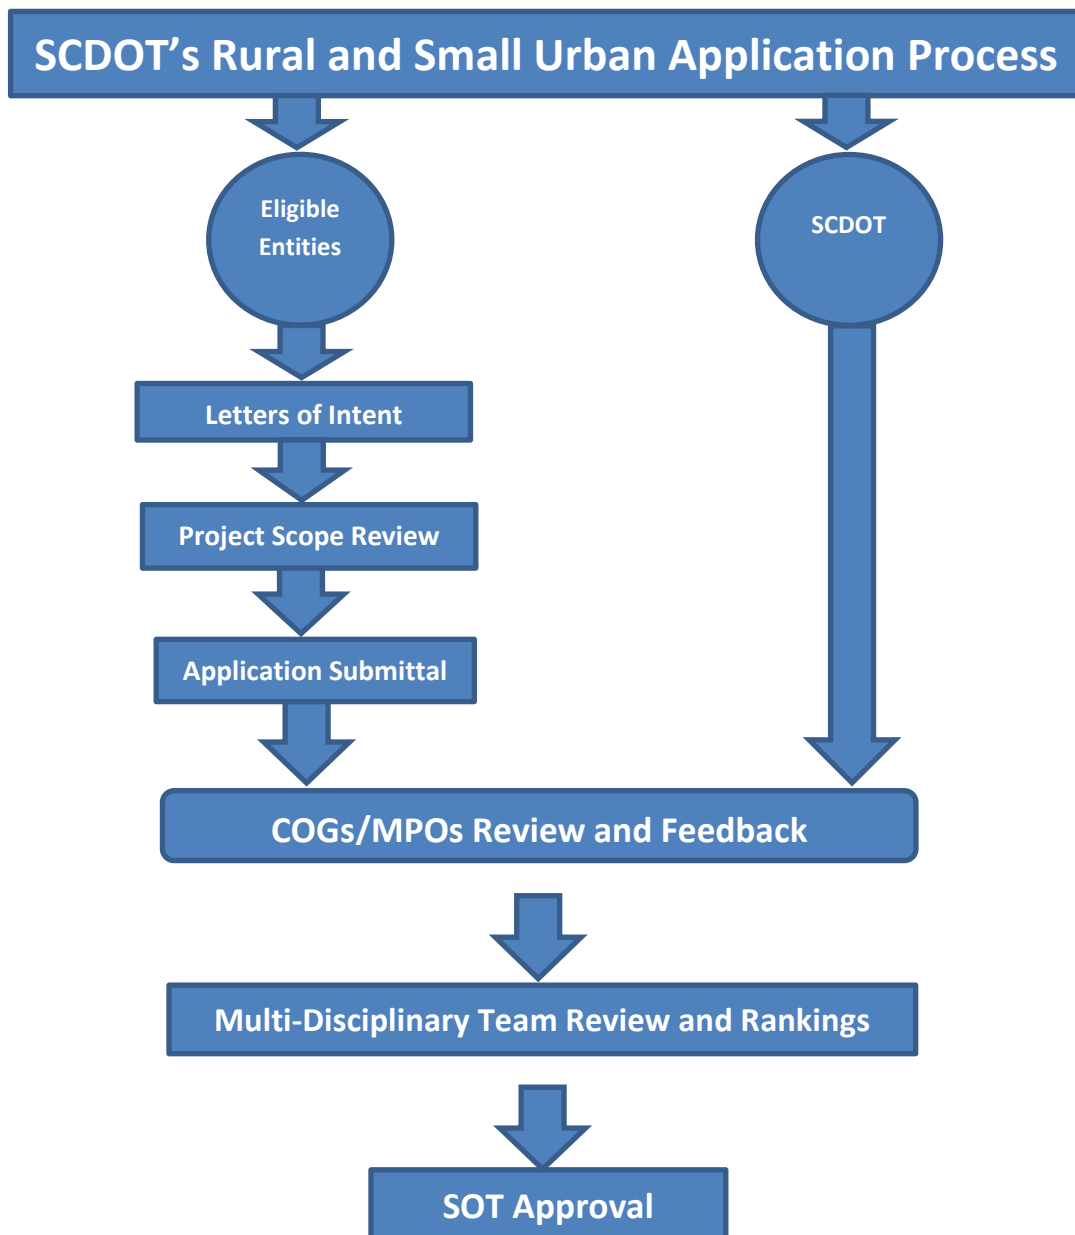 SCDOT’s Rural and Small Urban Application Process
Eligible
Entities
SCDOT
Letters of Intent
Project Scope Review
Application Submittal
COGs/MPOs Review and Feedback
Multi-Disciplinary Team Review and Rankings
SOT Approval